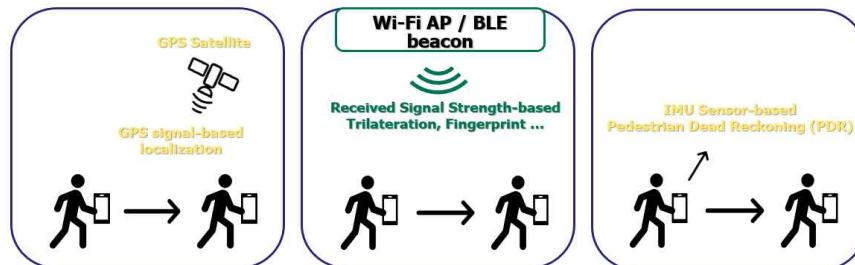 GPS Satellite
GPS signal-based
localization
Wi-Fi AP / BLE
beacon
Received Signal Strength-based
Trilateration, Fingerprint ...
IMU Sensor-based
Pedestrian Dead Reckoning (PDR)